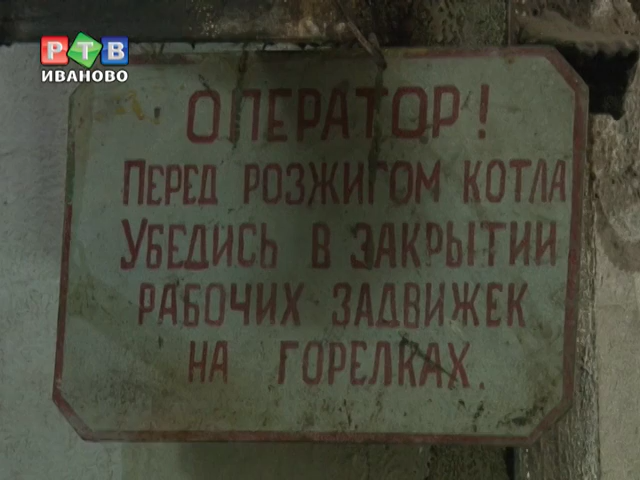 РТВ
ИВАНОВО
ОПЕРАТОР!
ПЕРЕД РОЗЖИГОМ КОТЛА
УБЕДИСЬ В ЗАКРЫТИИ
РАБОЧИХ ЗАДВИЖЕК
НА ГОРЕЛКАХ.